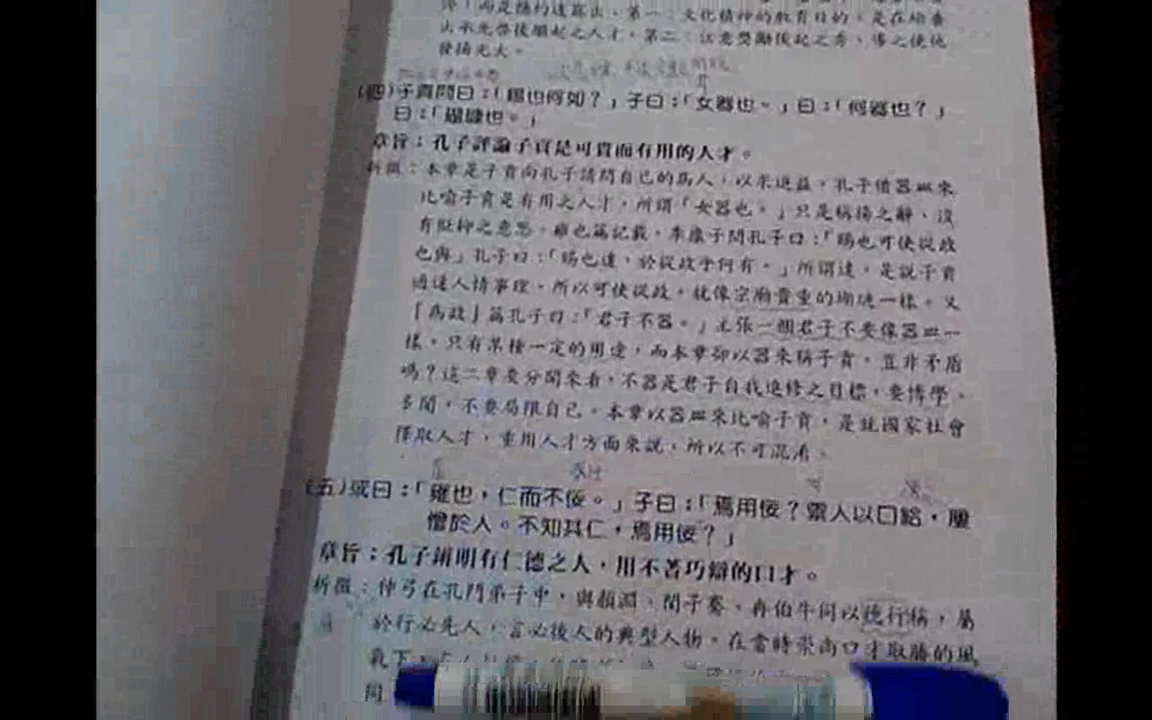 是隱約透露出，第一：文化精神的教育目的，是在培養
出承先啓後繼起之人才，第二：注意獎勵後起之秀，導之使他
發揚光大。
(四)子貢問曰：「賜也何如？」子曰：「女器也。」曰：「何器也？」
曰：「瑚璉也。」
章旨：孔子評論子貢是可貴而有用的人才。
析微：本章是子貢向孔子請問自己的為人，以求進益，孔子借器皿來
比喻子貢是有用之人才，所謂「女器也。」只是稱揚之辭，沒
有貶抑之意思。雍也篇記載，季康子問孔子曰：「賜也可使從政
也與」孔子曰：「賜也達，於從政乎何有。」所謂達，是說子貢
通達人情事理，所以可使從政，就像宗廟貴重的瑚璉一樣。又
「為政」篇孔子曰：「君子不器。」主張一個君子不要像器皿一
樣，只有某種一定的用途，而本章卻以器來稱子貢，豈非矛盾
嗎？這二章要分開來看，不器是君子自我進修之目標，要博學、
多聞，不要局限自己。本章以器皿來比喻子貢，是就國家社會
擇取人才，重用人才方面來說，所以不可混淆。
(五)或曰：「雍也，仁而不佞。」子曰：「焉用佞？禦人以口給，屢
憎於人。不知其仁，焉用佞？」
章旨：孔子辯明有仁德之人，用不著巧辯的口才。
析微：仲弓在孔門弟子中，與顏淵、閔子騫、冉伯牛同以德行稱，屬
於行必先人，言必後人的典型人物。在當時崇尚口才取勝的風
氣下，
同